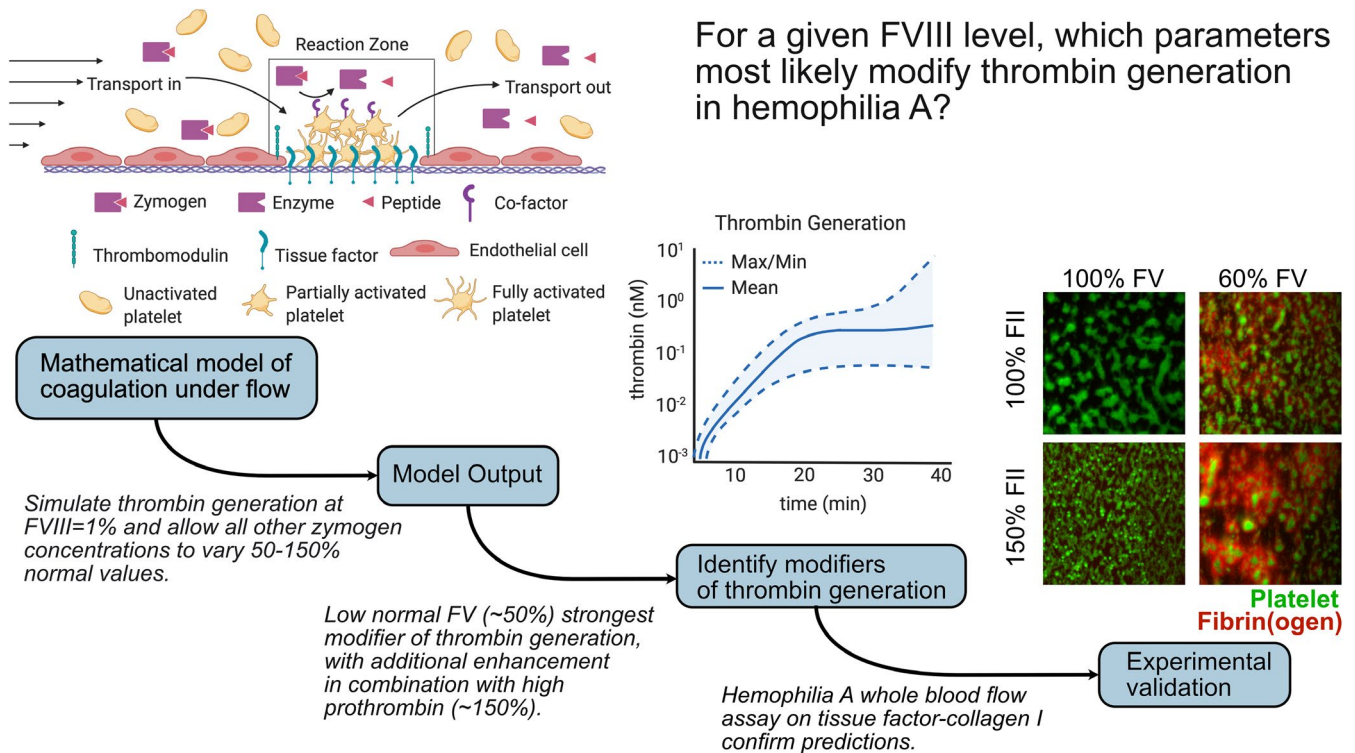 For a given FVIII level, which parameters
most likely modify thrombin generation
in hemophilia A?
Reaction Zone
Transport in
Transport out
Zymogen
Enzyme
Peptide
Co-factor
Thrombomodulin
Tissue factor
Endothelial cell
Unactivated
platelet
Partially activated
platelet
Fully activated
platelet
Mathematical model of
coagulation under flow
Simulate thrombin generation at
FVIII=1% and allow all other zymogen
concentrations to vary 50-150%
normal values.
Model Output
Low normal FV (~50%) strongest
modifier of thrombin generation,
with additional enhancement
in combination with high
prothrombin (~150%).
Thrombin Generation
Max/Min
Mean
thrombin (nM)
10¹
10⁰
10⁻¹
10⁻²
10⁻³
10
20
30
40
time (min)
Identify modifiers
of thrombin generation
Hemophilia A whole blood flow
assay on tissue factor-collagen I
confirm predictions.
100% FV
60% FV
100% FII
150% FII
Platelet
Fibrin(ogen)
Experimental
validation